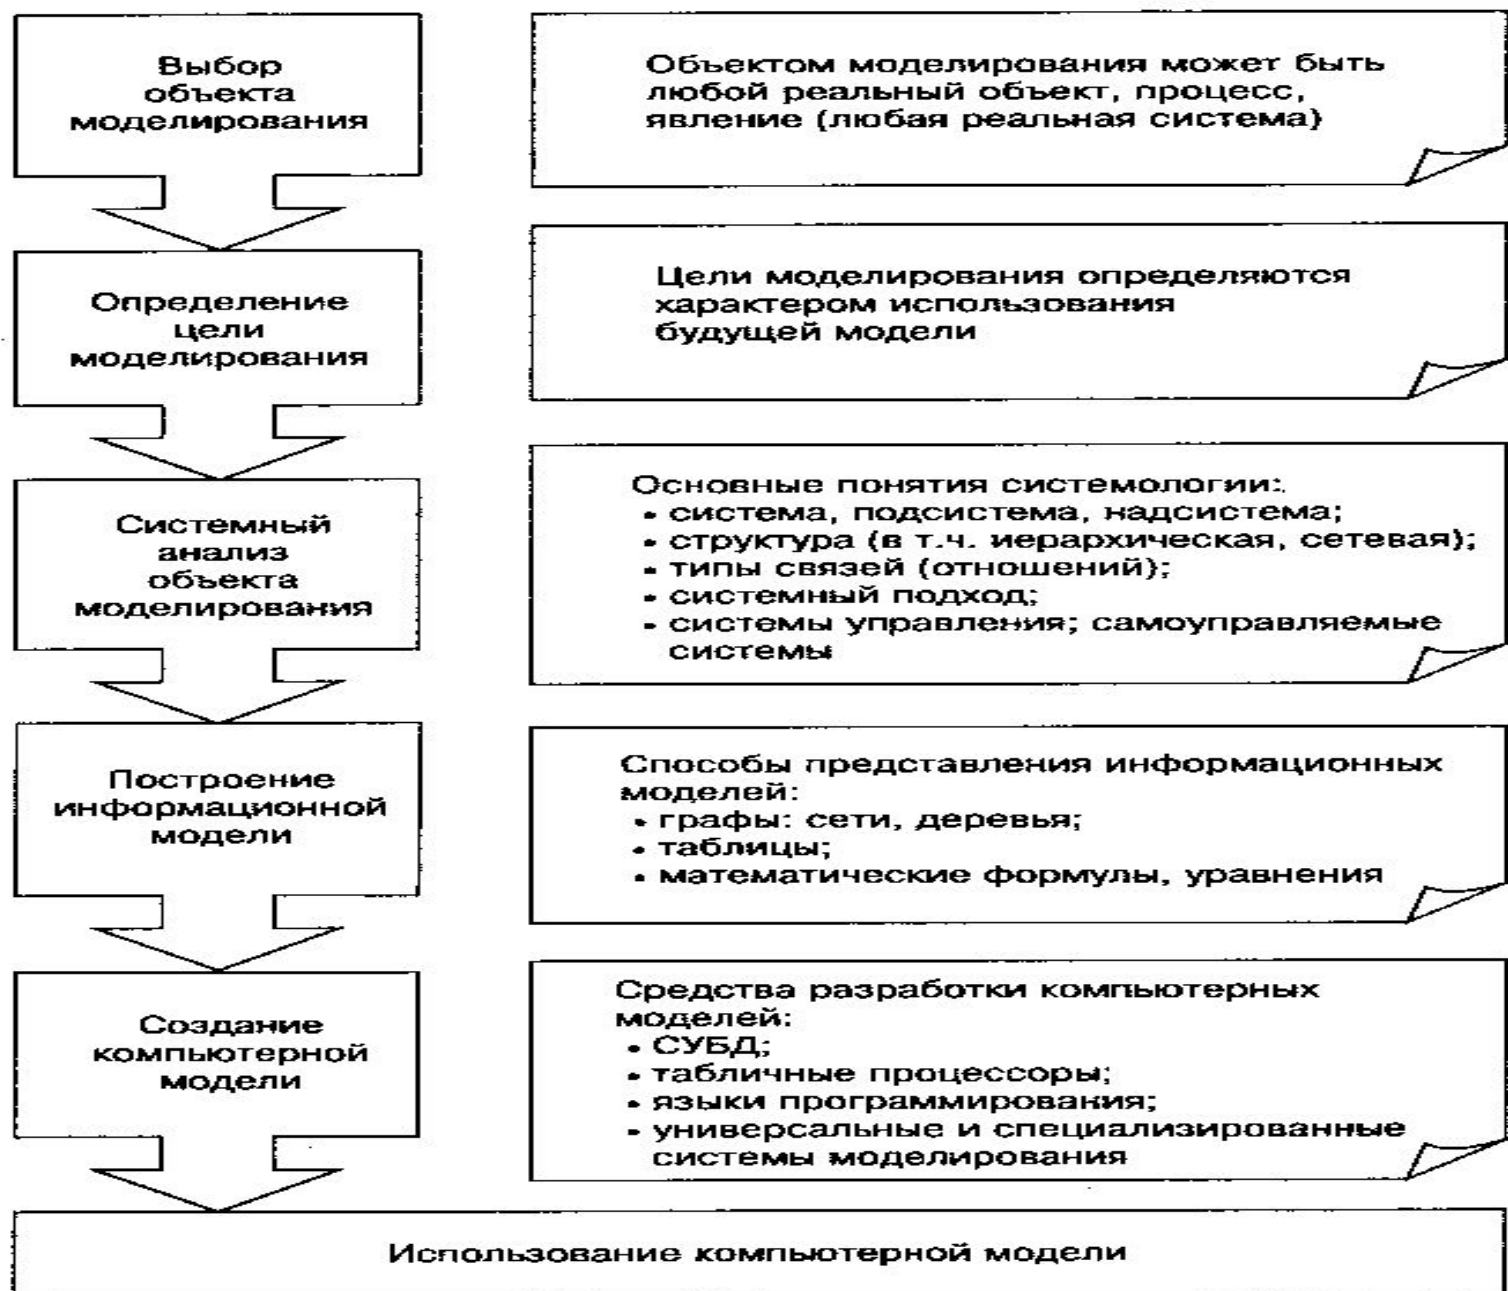 Выбор
объекта
моделирования
Объектом моделирования может быть
любой реальный объект, процесс,
явление (любая реальная система)
Определение
цели
моделирования
Цели моделирования определяются
характером использования
будущей модели
Системный
анализ
объекта
моделирования
Основные понятия системологии:
• система, подсистема, надсистема;
• структура (в т.ч. иерархическая, сетевая);
• типы связей (отношений);
• системный подход;
• системы управления; самоуправляемые
системы
Построение
информационной
модели
Способы представления информационных
моделей:
• графы: сети, деревья;
• таблицы;
• математические формулы, уравнения
Создание
компьютерной
модели
Средства разработки компьютерных
моделей:
• СУБД;
• табличные процессоры;
• языки программирования;
• универсальные и специализированные
системы моделирования
Использование компьютерной модели